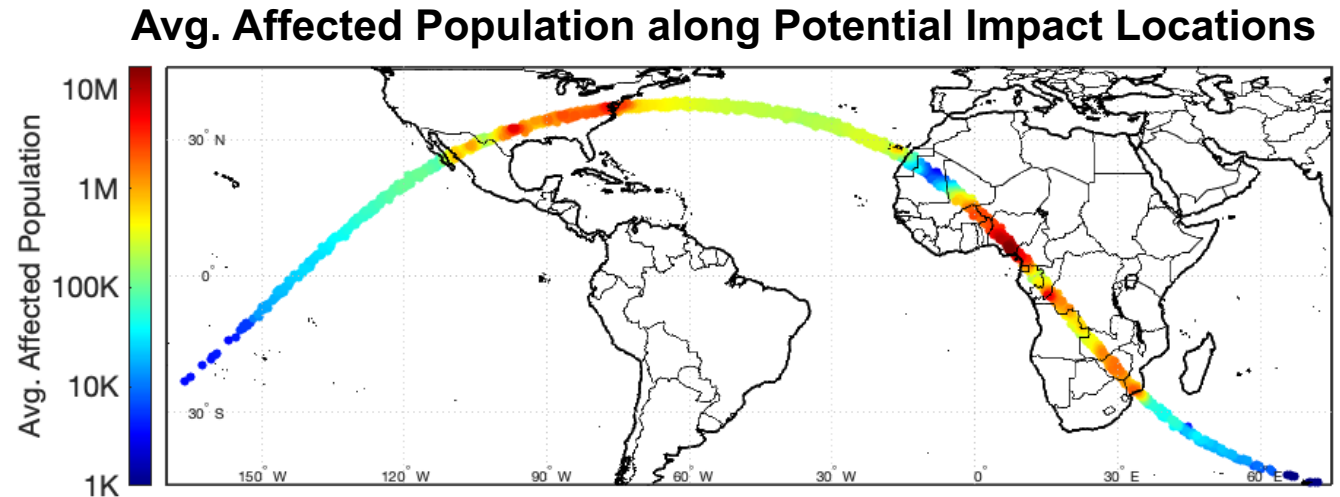 Avg. Affected Population along Potential Impact Locations
Avg. Affected Population
10M
1M
100K
10K
1K
30° N
0°
30° S
150° W
120° W
90° W
60° W
30° W
0°
30° E
60° E